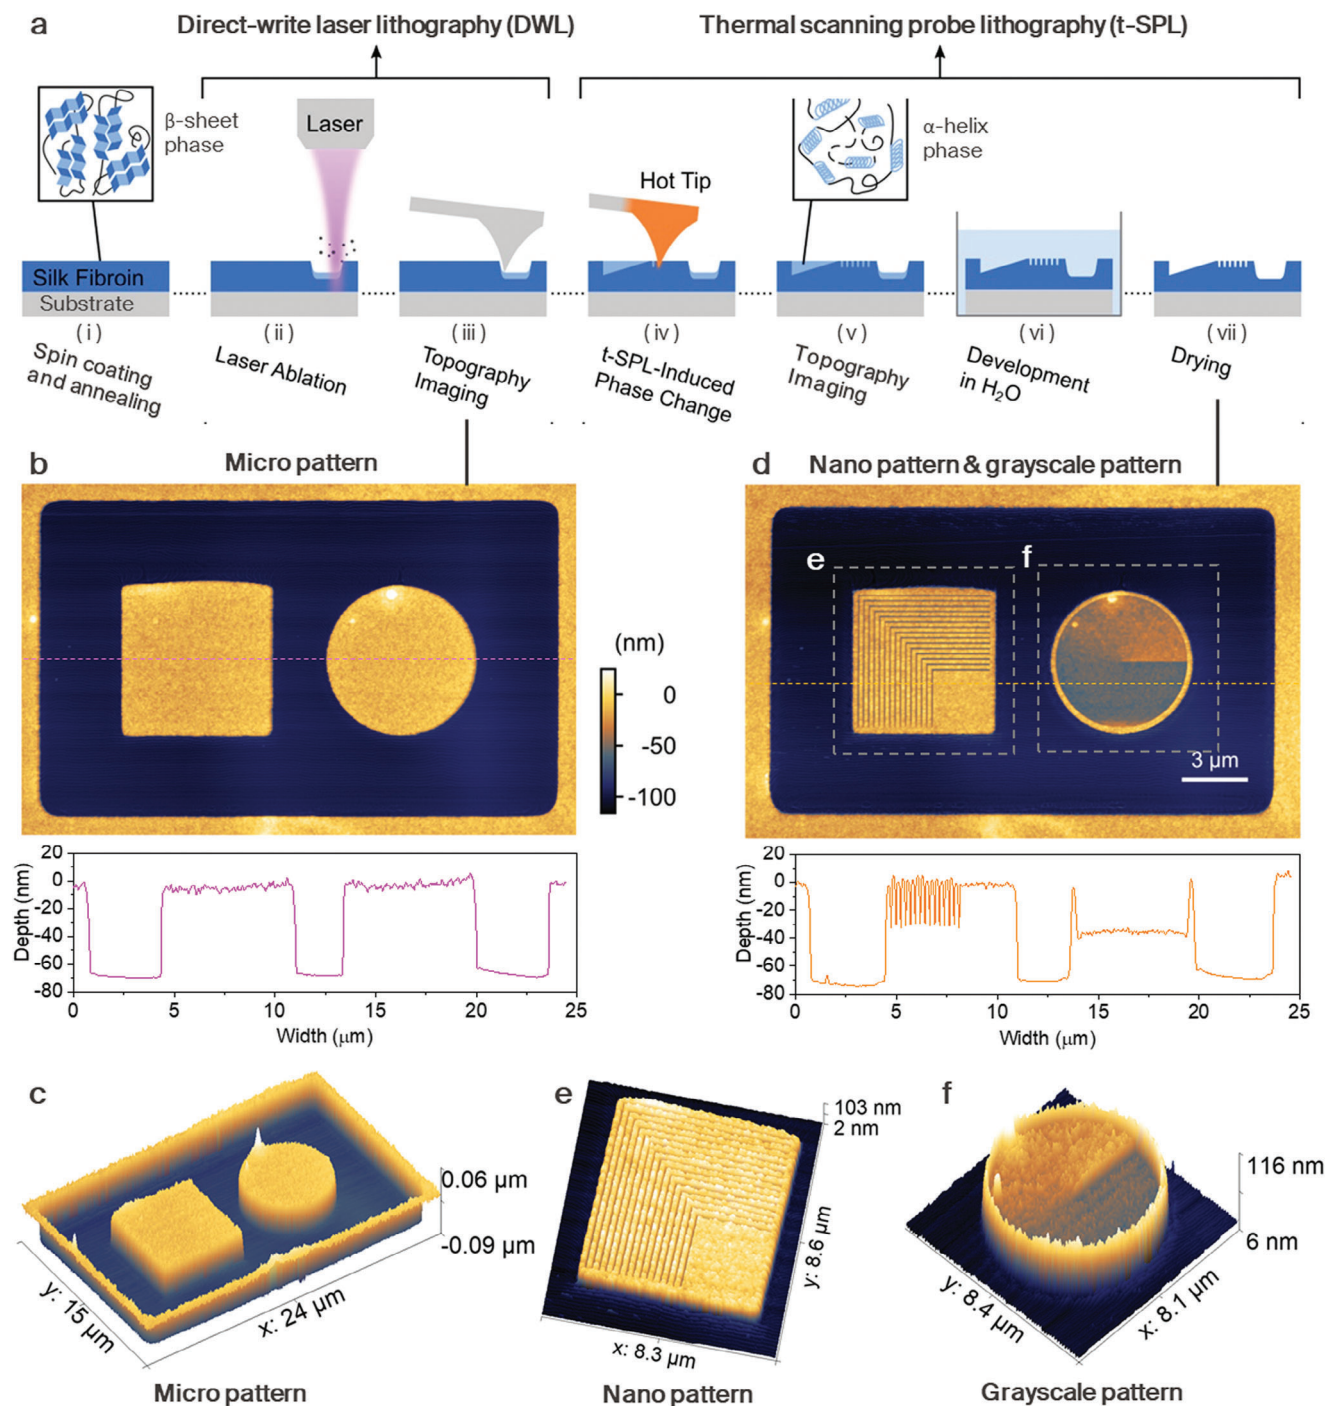 a
Direct-write laser lithography (DWL)
Thermal scanning probe lithography (t-SPL)
β-sheet
phase
Laser
Hot Tip
α-helix
phase
Silk Fibroin
Substrate
(i)
Spin coating
and annealing
(ii)
Laser Ablation
(iii)
Topography
Imaging
(iv)
t-SPL-Induced
Phase Change
(v)
Topography
Imaging
(vi)
Development
in H₂O
(vii)
Drying
b
Micro pattern
(nm)
0
-50
-100
d
Nano pattern & grayscale pattern
e
f
3 µm
20
0
-20
-40
-60
-80
Depth (nm)
0
5
10
15
20
25
Width (µm)
20
0
-20
-40
-60
-80
Depth (nm)
0
5
10
15
20
25
Width (µm)
c
0.06 µm
-0.09 µm
y: 15 µm
x: 24 µm
Micro pattern
e
103 nm
2 nm
y: 8.6 µm
x: 8.3 µm
Nano pattern
f
116 nm
6 nm
y: 8.4 µm
x: 8.1 µm
Grayscale pattern